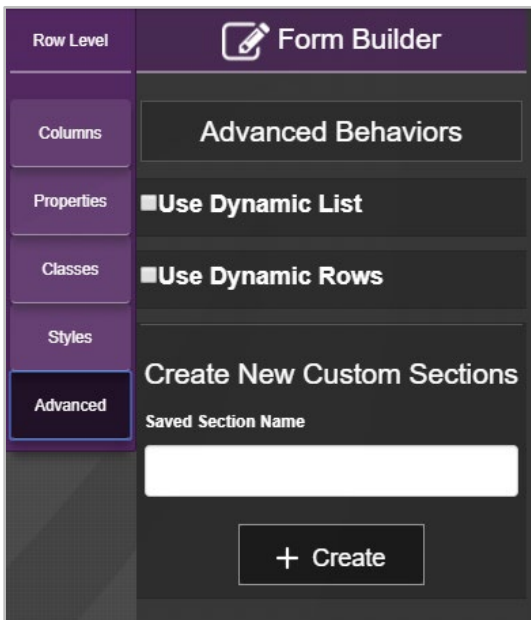 Row Level
Form Builder
Columns
Properties
Classes
Styles
Advanced
Advanced Behaviors
Use Dynamic List
Use Dynamic Rows
Create New Custom Sections
Saved Section Name
+ Create